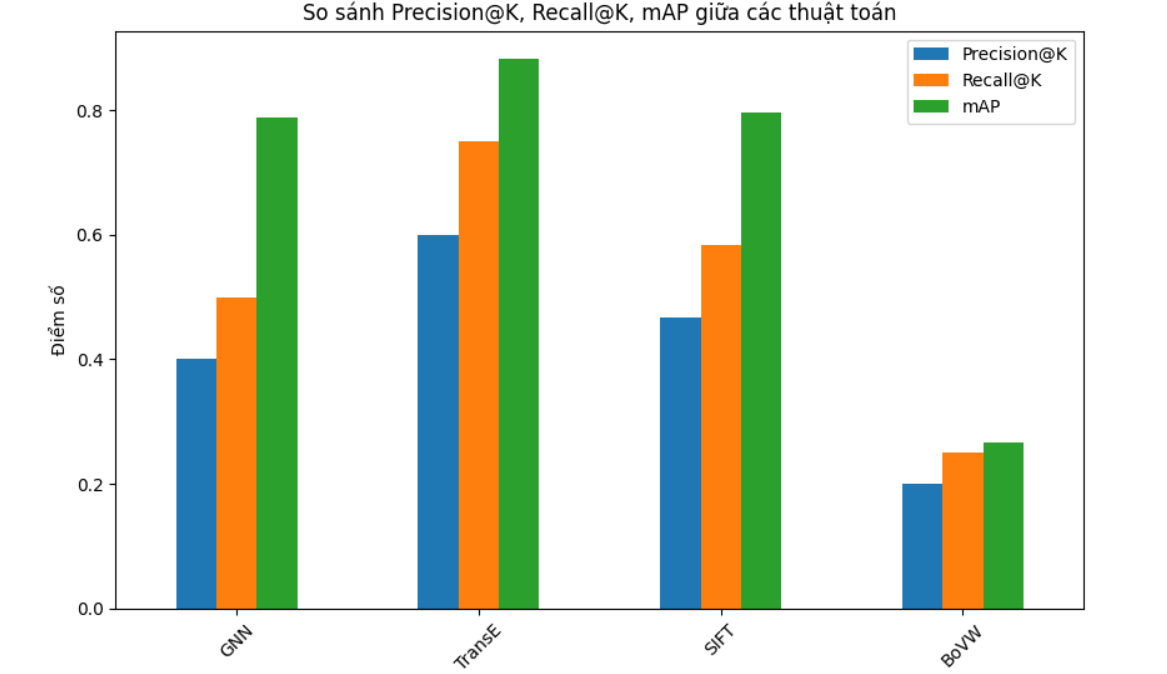 So sánh Precision@K, Recall@K, mAP giữa các thuật toán
Precision@K
Recall@K
mAP
Điểm số
0.8
0.6
0.4
0.2
0.0
GNN
TransE
SIFT
BoVW